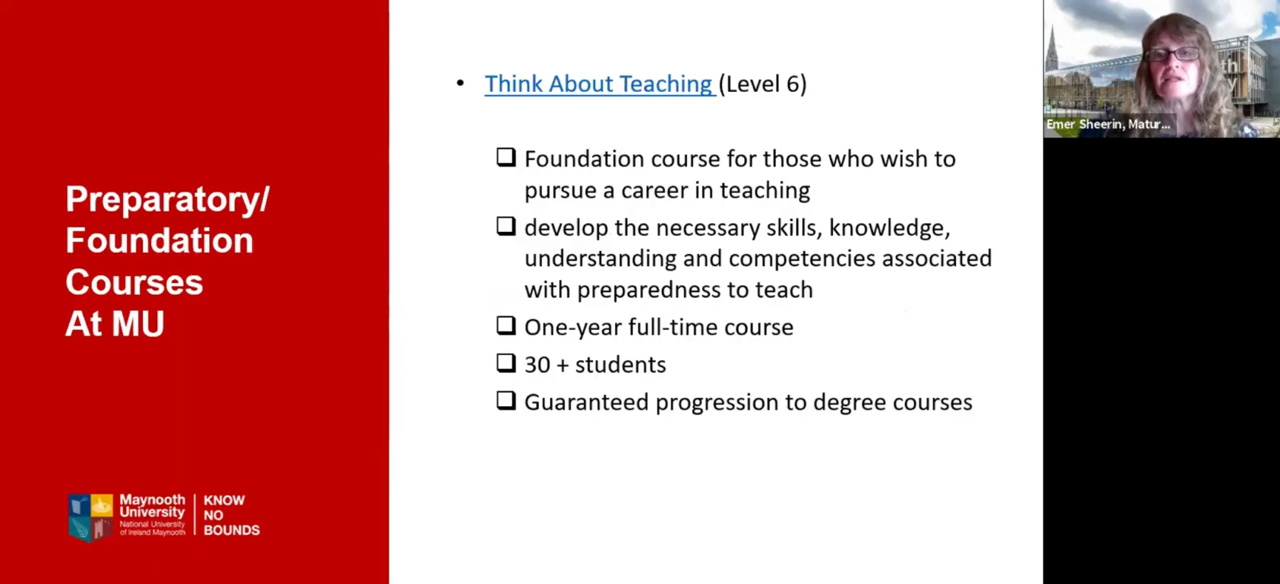 Preparatory/
Foundation
Courses
At MU
Maynooth
University
National University
of Ireland Maynooth
KNOW
NO
BOUNDS
• Think About Teaching (Level 6)
❑ Foundation course for those who wish to
pursue a career in teaching
❑ develop the necessary skills, knowledge,
understanding and competencies associated
with preparedness to teach
❑ One-year full-time course
❑ 30 + students
❑ Guaranteed progression to degree courses
Emer Sheerin, Matur...